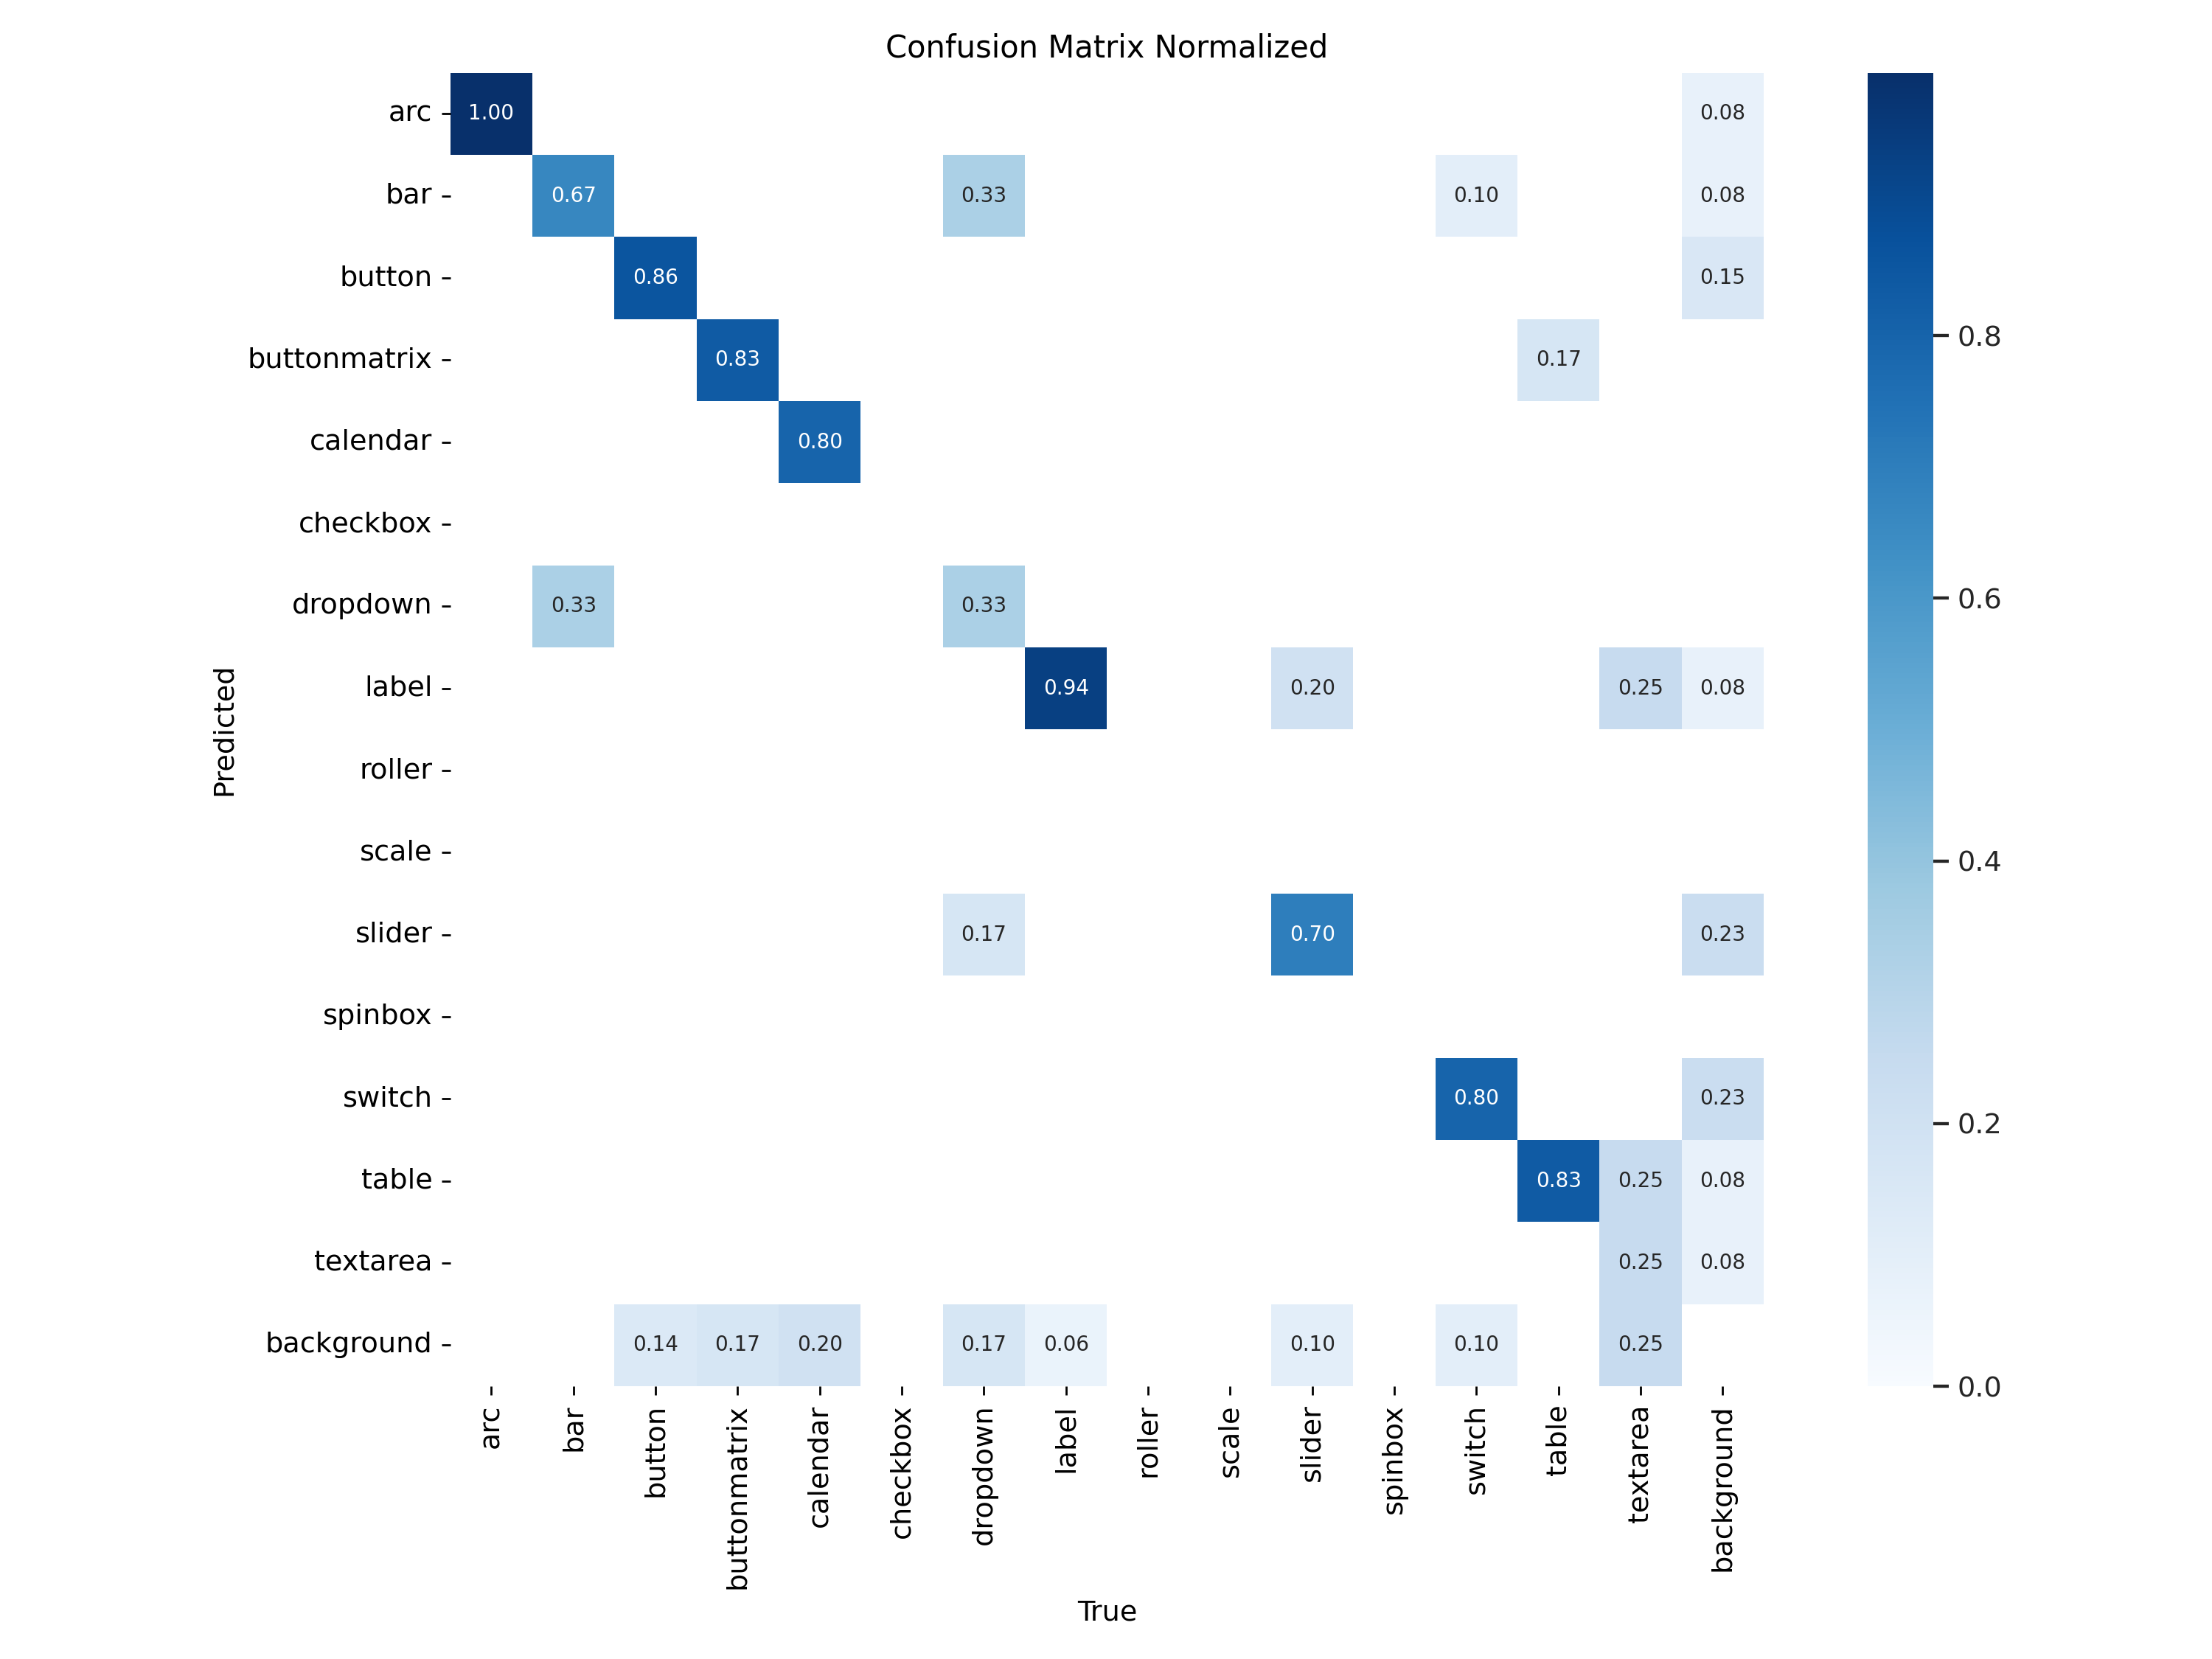 Confusion Matrix Normalized
arc 1.00 0.08
bar 0.67 0.33 0.10 0.08
button 0.86 0.15
buttonmatrix 0.83 0.17
calendar 0.80
checkbox
dropdown 0.33 0.33
label 0.94 0.20 0.25 0.08
roller
scale
slider 0.17 0.70 0.23
spinbox
switch 0.80 0.23
table 0.83 0.25 0.08
textarea 0.25 0.08
background 0.14 0.17 0.20 0.17 0.06 0.10 0.10 0.25
Predicted
arc bar button buttonmatrix calendar checkbox dropdown label roller scale slider spinbox switch table textarea background
True
0.8
0.6
0.4
0.2
0.0